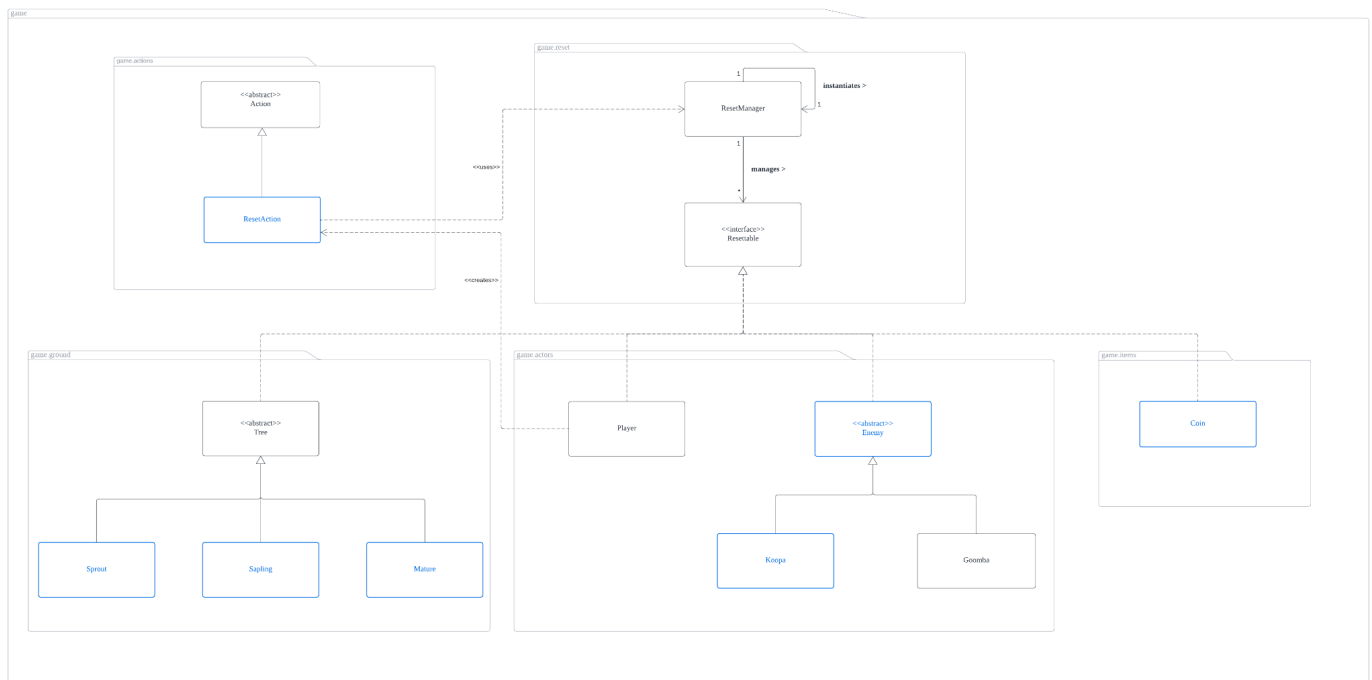 game
game.reset
game.actions
1
instantiates >
<<abstract>>
Action
ResetManager
1
1
<<uses>>
manages >
*
ResetAction
<<interface>>
Resettable
<<creates>>
game.ground
game.actors
game.items
<<abstract>>
Tree
Player
<<abstract>>
Enemy
Coin
Sprout
Sapling
Mature
Koopa
Goomba